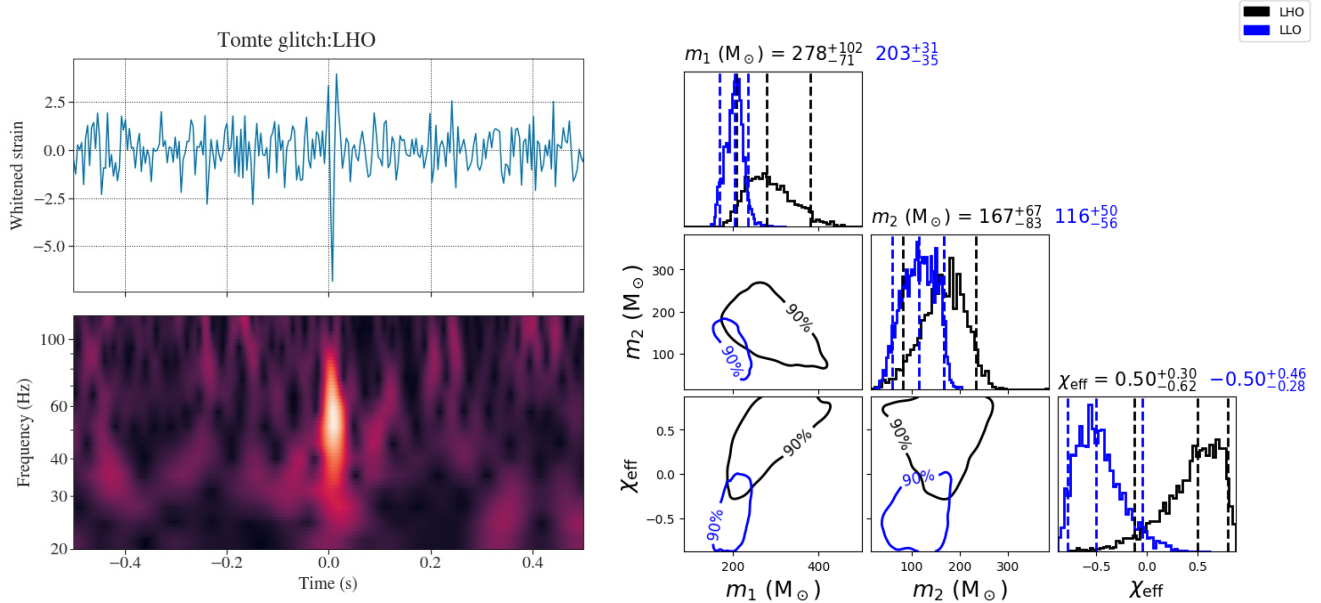 Tomte glitch:LHO
Whitened strain
2.5
0.0
−2.5
−5.0
Frequency (Hz)
100
60
40
30
20
−0.4
−0.2
0.0
0.2
0.4
Time (s)
LHO
LLO
m₁ (M⊙) = 278⁺¹⁰²₋₇₁ 203⁺³¹₋₃₅
m₂ (M⊙) = 167⁺⁶⁷₋₈₃ 116⁺⁵⁰₋₅₆
χeff = 0.50⁺⁰·³⁰₋₀.₆₂ −0.50⁺⁰·⁴⁶₋₀.₂₈
m₂ (M⊙)
300
200
100
90%
90%
χeff
0.5
0.0
−0.5
90%
90%
90%
90%
200
400
m₁ (M⊙)
100
300
m₂ (M⊙)
−0.5
0.0
0.5
χeff